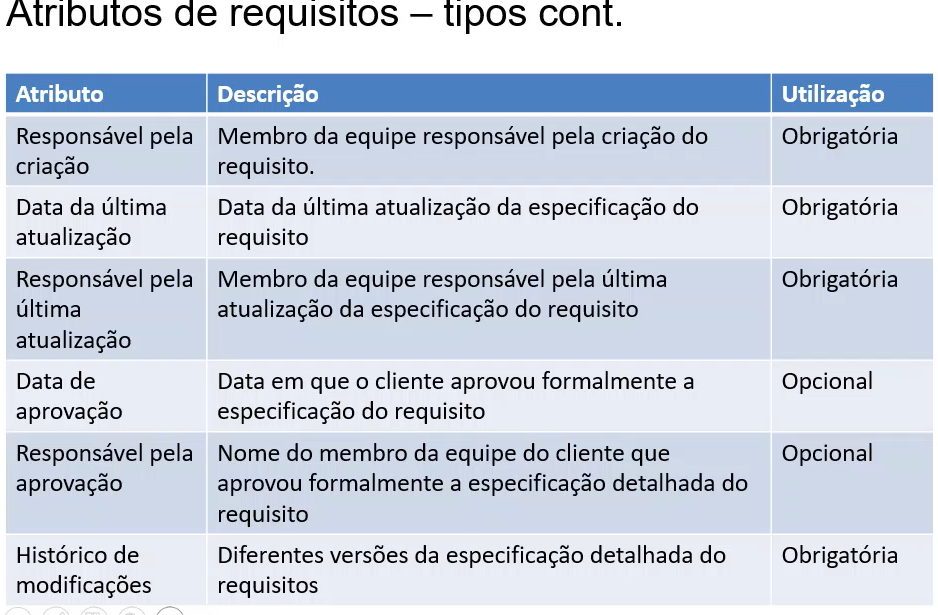 Atributos de requisitos – tipos cont.
Atributo Descrição Utilização
Responsável pela criação Membro da equipe responsável pela criação do requisito. Obrigatória
Data da última atualização Data da última atualização da especificação do requisito Obrigatória
Responsável pela última atualização Membro da equipe responsável pela última atualização da especificação do requisito Obrigatória
Data de aprovação Data em que o cliente aprovou formalmente a especificação do requisito Opcional
Responsável pela aprovação Nome do membro da equipe do cliente que aprovou formalmente a especificação detalhada do requisito Opcional
Histórico de modificações Diferentes versões da especificação detalhada do requisitos Obrigatória